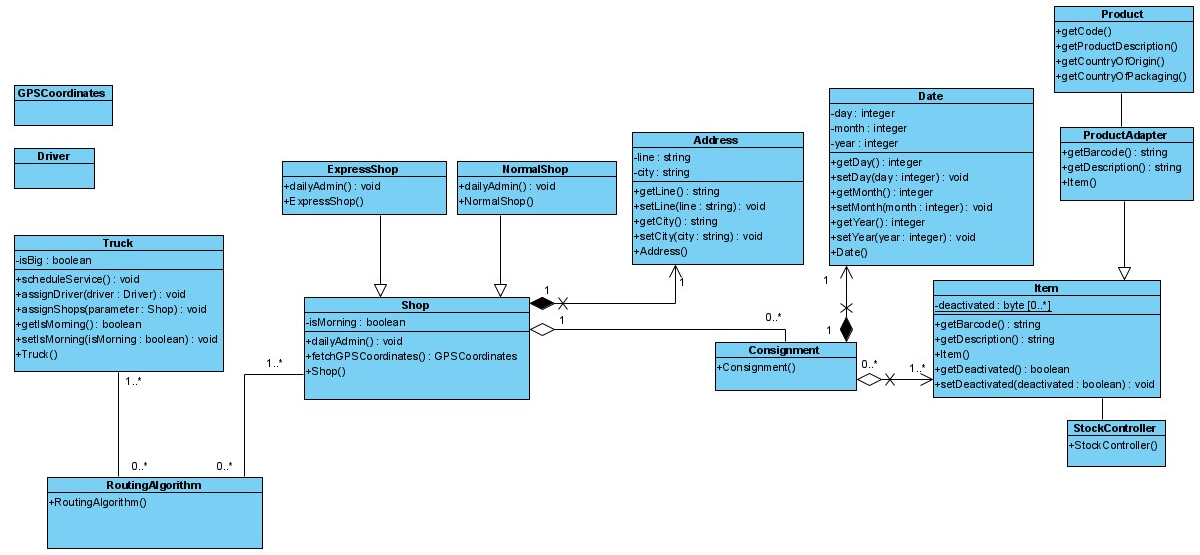 Product
+getCode()
+getProductDescription()
+getCountryOfOrigin()
+getCountryOfPackaging()
GPSCoordinates
Driver
Date
-day : integer
-month : integer
-year : integer
+getDay() : integer
+setDay(day : integer) : void
+getMonth() : integer
+setMonth(month : integer) : void
+getYear() : integer
+setYear(year : integer) : void
+Date()
ProductAdapter
+getBarcode() : string
+getDescription() : string
+Item()
Address
-line : string
-city : string
+getLine() : string
+setLine(line : string) : void
+getCity() : string
+setCity(city : string) : void
+Address()
ExpressShop
+dailyAdmin() : void
+ExpressShop()
NormalShop
+dailyAdmin() : void
+NormalShop()
Truck
-isBig : boolean
+scheduleService() : void
+assignDriver(driver : Driver) : void
+assignShops(parameter : Shop) : void
+getIsMorning() : boolean
+setIsMorning(isMorning : boolean) : void
+Truck()
Shop
-isMorning : boolean
+dailyAdmin() : void
+fetchGPSCoordinates() : GPSCoordinates
+Shop()
1
1
1
0..*
1
1
Consignment
+Consignment()
0..*
1..*
Item
-deactivated : byte [0..*]
+getBarcode() : string
+getDescription() : string
+Item()
+getDeactivated() : boolean
+setDeactivated(deactivated : boolean) : void
StockController
+StockController()
1..*
1..*
0..*
0..*
RoutingAlgorithm
+RoutingAlgorithm()